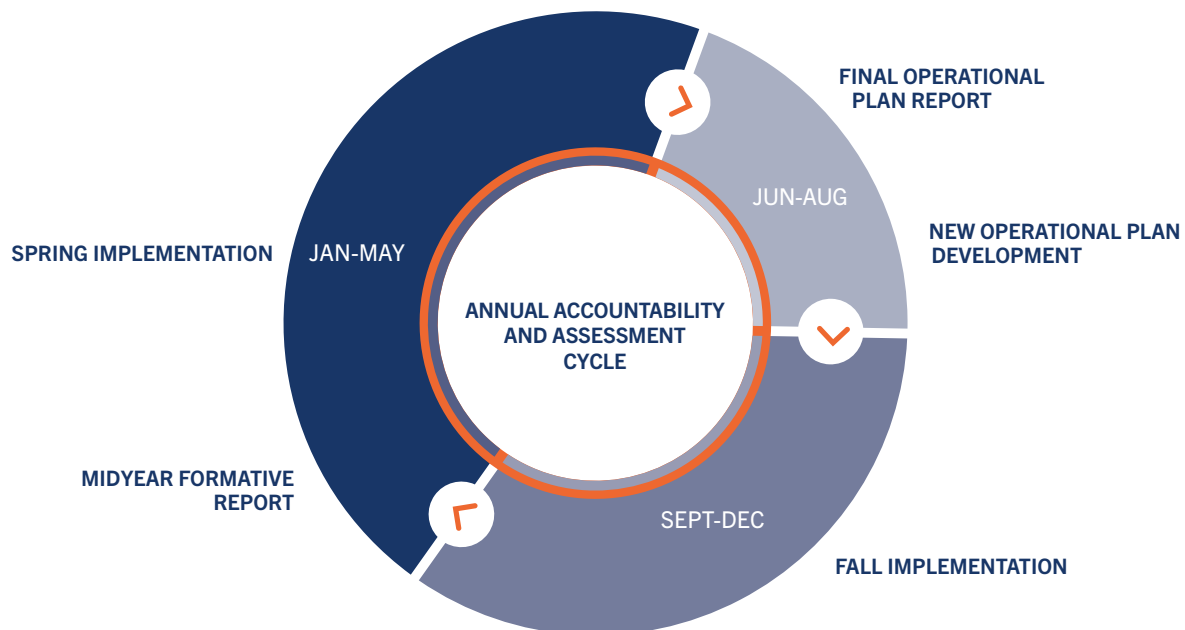 FINAL OPERATIONAL
PLAN REPORT
JUN-AUG
NEW OPERATIONAL PLAN
DEVELOPMENT
SPRING IMPLEMENTATION
JAN-MAY
ANNUAL ACCOUNTABILITY
AND ASSESSMENT
CYCLE
MIDYEAR FORMATIVE
REPORT
SEPT-DEC
FALL IMPLEMENTATION